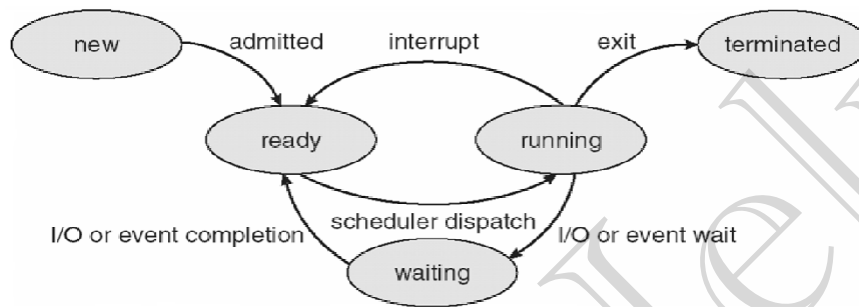 new admitted interrupt exit terminated
ready running
scheduler dispatch
I/O or event completion I/O or event wait
waiting